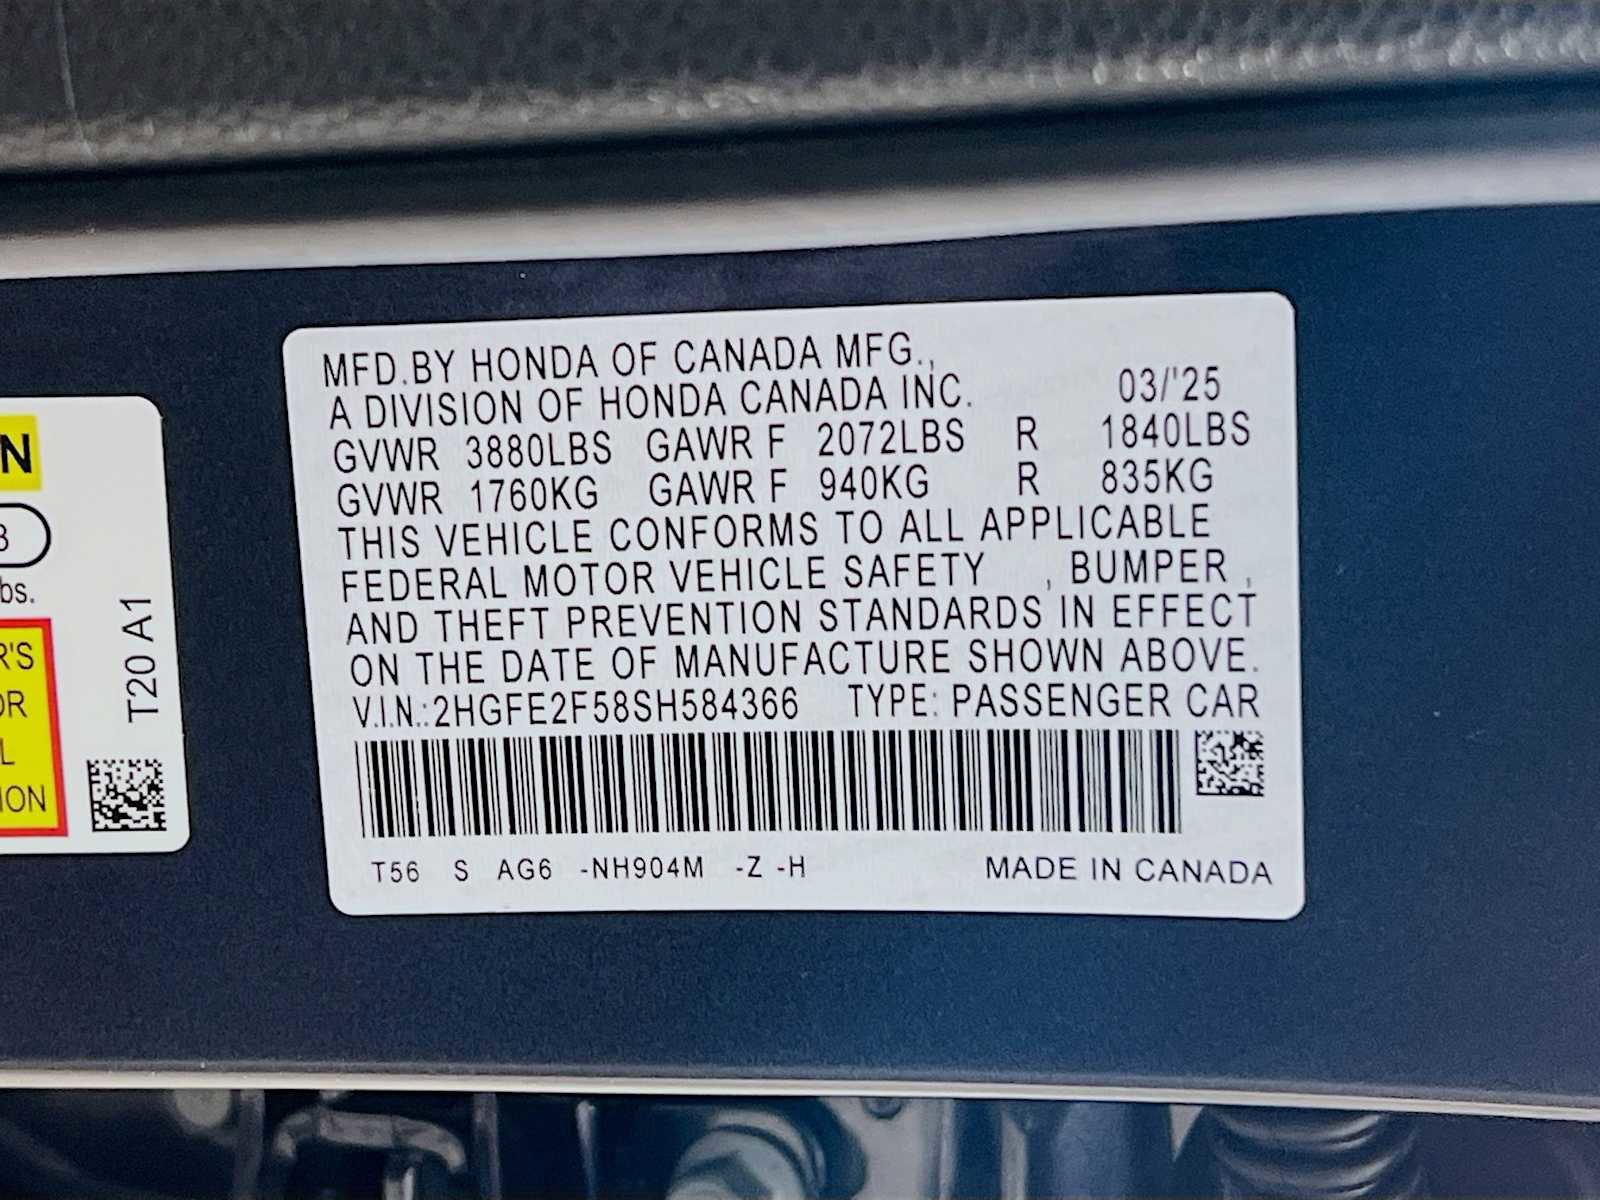 MFD.BY HONDA OF CANADA MFG.,
A DIVISION OF HONDA CANADA INC. 03/'25
GVWR 3880LBS GAWR F 2072LBS R 1840LBS
GVWR 1760KG GAWR F 940KG R 835KG
THIS VEHICLE CONFORMS TO ALL APPLICABLE
FEDERAL MOTOR VEHICLE SAFETY , BUMPER ,
AND THEFT PREVENTION STANDARDS IN EFFECT
ON THE DATE OF MANUFACTURE SHOWN ABOVE.
V.I.N.:2HGFE2F58SH584366 TYPE: PASSENGER CAR
T56 S AG6 -NH904M -Z -H MADE IN CANADA
T20 A1